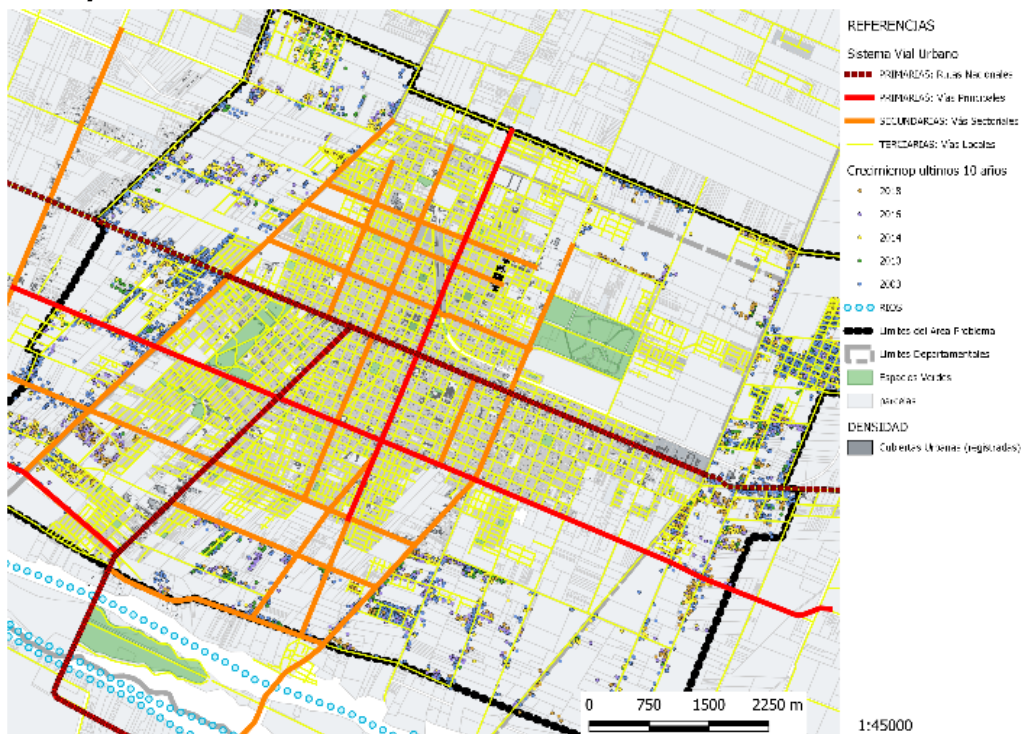 REFERENCIAS
Sistema Vial Urbano
PRIMARIAS: Rutas Nacionales
PRIMARIAS: Vías Principales
SECUNDARIAS: Vías Sectoriales
TERCIARIAS: Vías Locales
Crecimienop ultimos 10 años
2018
2016
2014
2010
2003
RIOS
Limites del Area Problema
Limites Departamentales
Espacios Verdes
parcelas
DENSIDAD
Cubiertas Urbanas (registradas)
0 750 1500 2250 m
1:45000